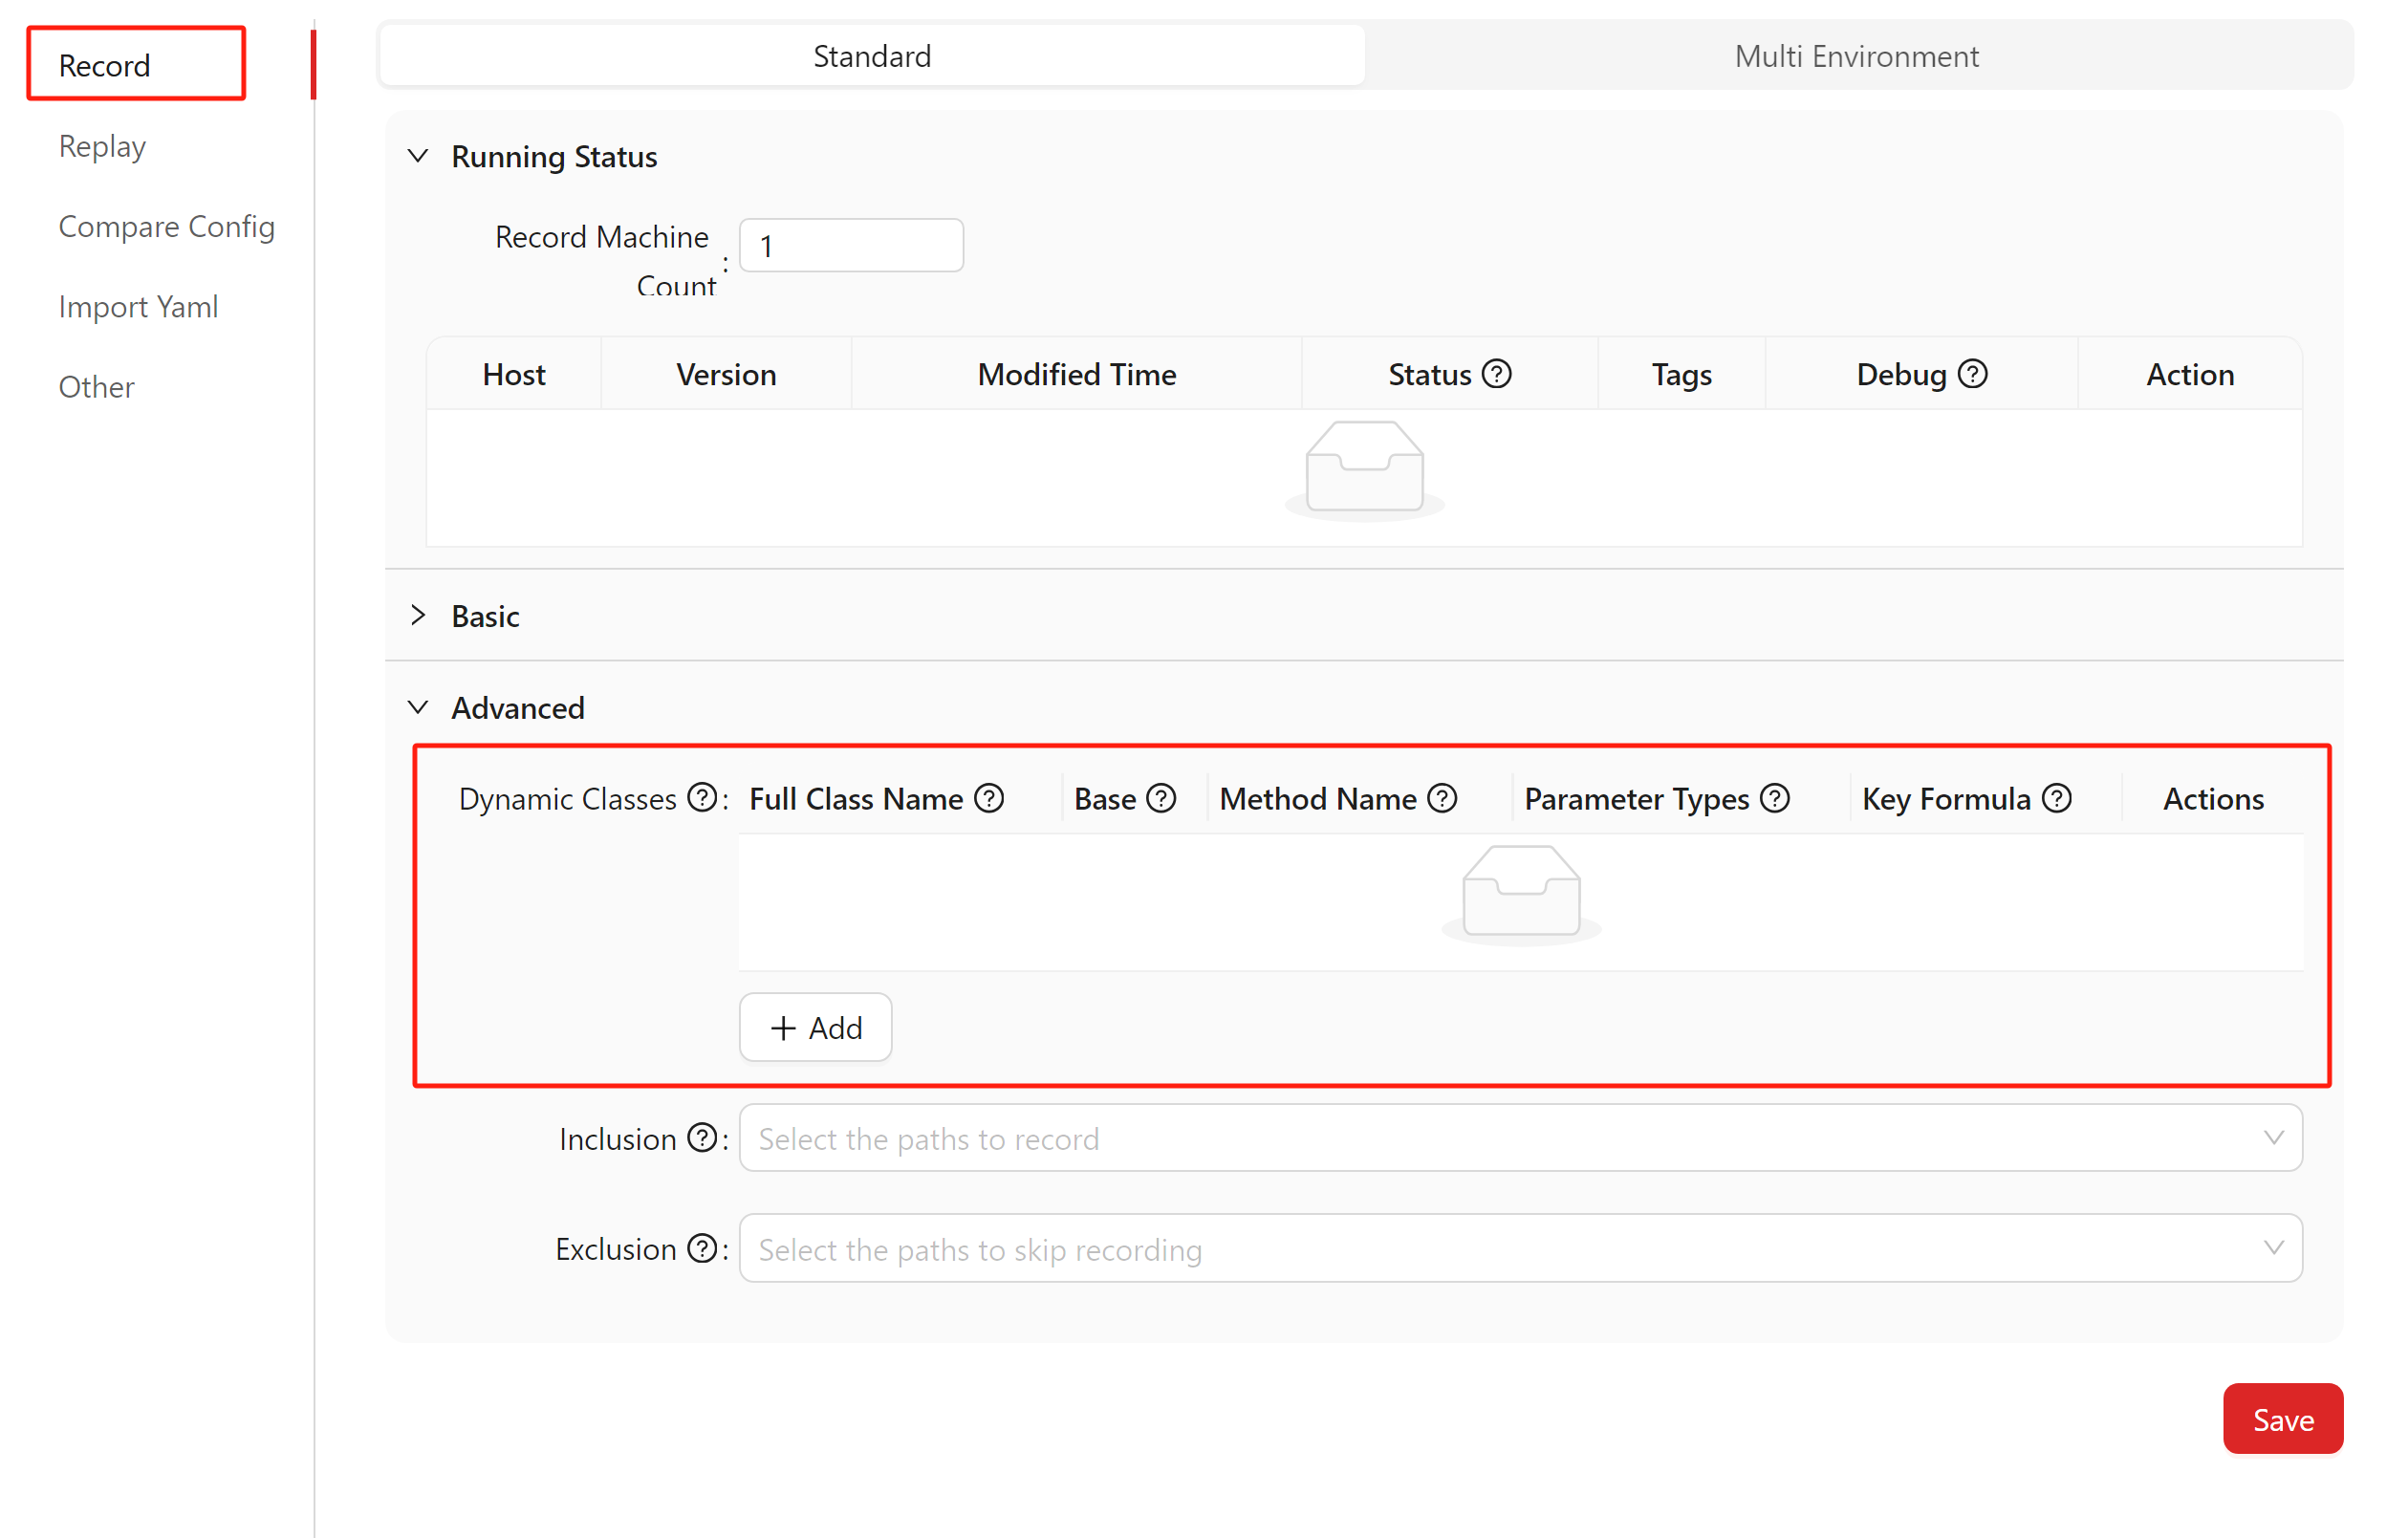 Record
Replay
Compare Config
Import Yaml
Other
Standard
Multi Environment
Running Status
Record Machine
Count
:
1
Host
Version
Modified Time
Status
Tags
Debug
Action
Basic
Advanced
Dynamic Classes :
Full Class Name
Base
Method Name
Parameter Types
Key Formula
Actions
+ Add
Inclusion :
Select the paths to record
Exclusion :
Select the paths to skip recording
Save